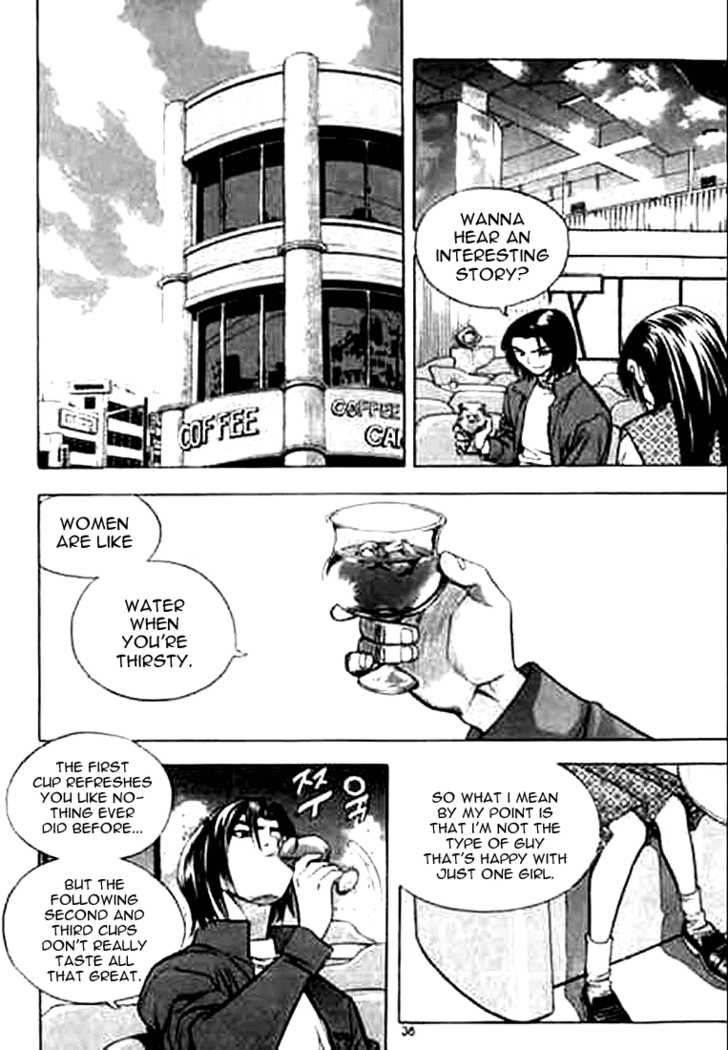 COFFEE
COFFEE
CA
WANNA
HEAR AN
INTERESTING
STORY?
WOMEN
ARE LIKE
WATER
WHEN
YOU'RE
THIRSTY.
THE FIRST
CUP REFRESHES
YOU LIKE NO-
THING EVER
DID BEFORE...
BUT THE
FOLLOWING
SECOND AND
THIRD CUPS
DON'T REALLY
TASTE ALL
THAT GREAT.
쭈욱
SO WHAT I MEAN
BY MY POINT IS
THAT I'M NOT THE
TYPE OF GUY
THAT'S HAPPY WITH
JUST ONE GIRL.
38